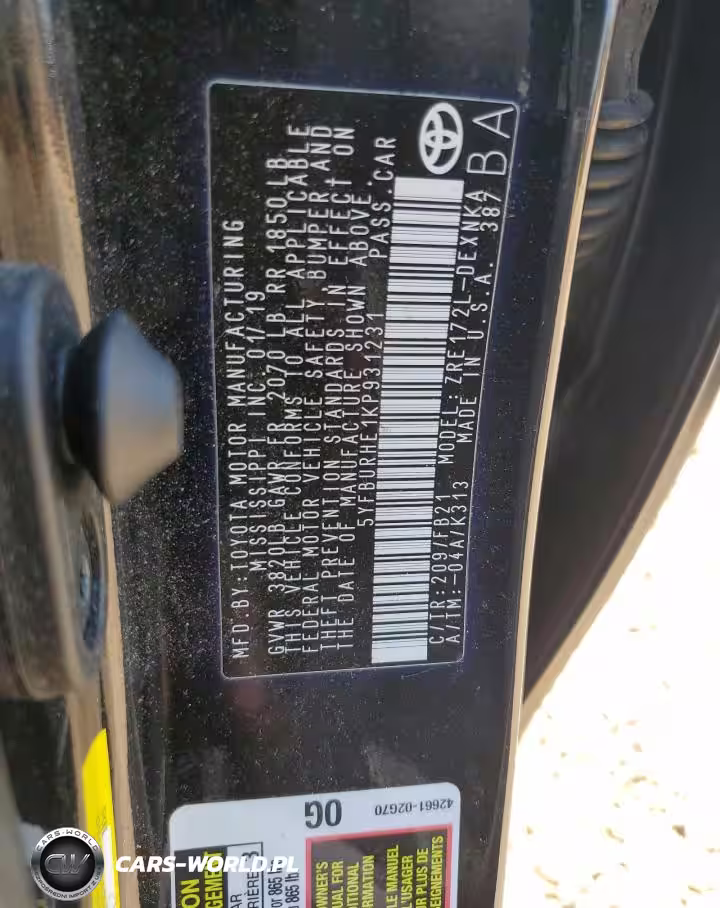 MFD.BY:TOYOTA MOTOR MANUFACTURING
MISSISSIPPI INC. 01/19
GVWR 3820LB GAWR FR 2070 LB RR 1850 LB
THIS VEHICLE CONFORMS TO ALL APPLICABLE
FEDERAL MOTOR VEHICLE SAFETY BUMPER, AND
THEFT PREVENTION STANDARDS IN EFFECT ON
THE DATE OF MANUFACTURE SHOWN ABOVE.
5YFBURHE1KP931231 PASS.CAR
C/TR:209/FB21 MODEL:ZRE172L-DEXNKA
A/TM:-04A/K313 MADE IN U.S.A. 387
BA
0G
42661-02G70
CARS-WORLD.PL
CW